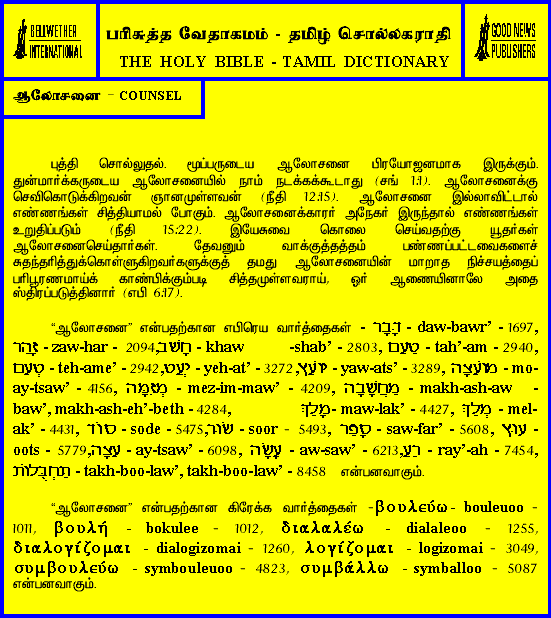 BELLWETHER
INTERNATIONAL
பரிசுத்த வேதாகமம் - தமிழ் சொல்லகராதி
THE HOLY BIBLE - TAMIL DICTIONARY
GOOD NEWS
PUBLISHERS
ஆலோசனை - COUNSEL
புத்தி சொல்லுதல். மூப்பருடைய ஆலோசனை பிரயோஜனமாக இருக்கும்.
துன்மார்க்கருடைய ஆலோசனையில் நாம் நடக்கக்கூடாது (சங் 1:1). ஆலோசனைக்கு
செவிகொடுக்கிறவன் ஞானமுள்ளவன் (நீதி 12:15). ஆலோசனை இல்லாவிட்டால்
எண்ணங்கள் சித்தியாமல் போகும். ஆலோசனைக்காரர் அநேகர் இருந்தால் எண்ணங்கள்
உறுதிப்படும் (நீதி 15:22). இயேசுவை கொலை செய்வதற்கு யூதர்கள்
ஆலோசனைசெய்தார்கள். தேவனும் வாக்குத்தத்தம் பண்ணப்பட்டவைகளைச்
சுதந்தரித்துக்கொள்ளுகிறவர்களுக்குத் தமது ஆலோசனையின் மாறாத நிச்சயத்தைப்
பரிபூரணமாய்க் காண்பிக்கும்படி சித்தமுள்ளவராய், ஓர் ஆணையினாலே அதை
ஸ்திரப்படுத்தினார் (எபி 6:17).
“ஆலோசனை” என்பதற்கான எபிரெய வார்த்தைகள் - דָּבָר - daw-bawr’ - 1697,
זָהַר - zaw-har - 2094, חָשַׁב - khaw -shab’ - 2803, טַעַם - tah’-am - 2940,
טְעֵם - teh-ame’ - 2942, יְעַט - yeh-at’ - 3272, יָעַץ - yaw-ats’ - 3289, מוֹעֵצָה - mo-
ay-tsaw’ - 4156, מְזִמָּה - mez-im-maw’ - 4209, מַחֲשָׁבָה - makh-ash-aw -
baw’, makh-ash-eh’-beth - 4284, מָלַךְ - maw-lak’ - 4427, מְלַךְ - mel-
ak’ - 4431, סוֹד - sode - 5475, שׂוּר - soor - 5493, סָפַר - saw-far’ - 5608, עוּץ -
oots - 5779, עֵצָה - ay-tsaw’ - 6098, עָשָׂה - aw-saw’ - 6213, רָעַע - ray’-ah - 7454,
תַּחְבֻּלוֹת - takh-boo-law’, takh-boo-law’ - 8458 என்பனவாகும்.
“ஆலோசனை” என்பதற்கான கிரேக்க வார்த்தைகள் -βουλεύω - bouleuoo -
1011, βουλή - bokulee - 1012, διαλαλέω - dialaleoo - 1255,
διαλογίζομαι - dialogizomai - 1260, λογίζομαι - logizomai - 3049,
συμβουλεύω - symbouleuoo - 4823, συμβάλλω - symballoo - 5087
என்பனவாகும்.